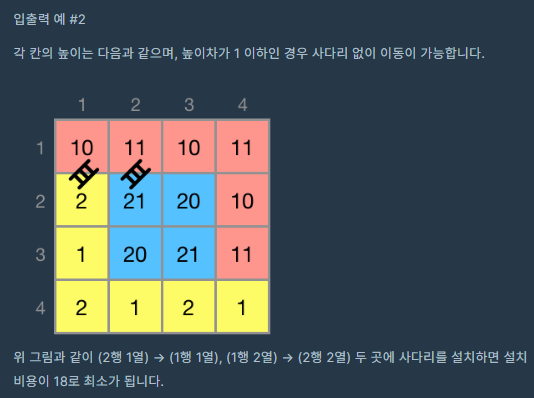 입출력 예 #2
각 칸의 높이는 다음과 같으며, 높이차가 1 이하인 경우 사다리 없이 이동이 가능합니다.
1 2 3 4
1 10 11 10 11
2 2 21 20 10
3 1 20 21 11
4 2 1 2 1
위 그림과 같이 (2행 1열) → (1행 1열), (1행 2열) → (2행 2열) 두 곳에 사다리를 설치하면 설치
비용이 18로 최소가 됩니다.